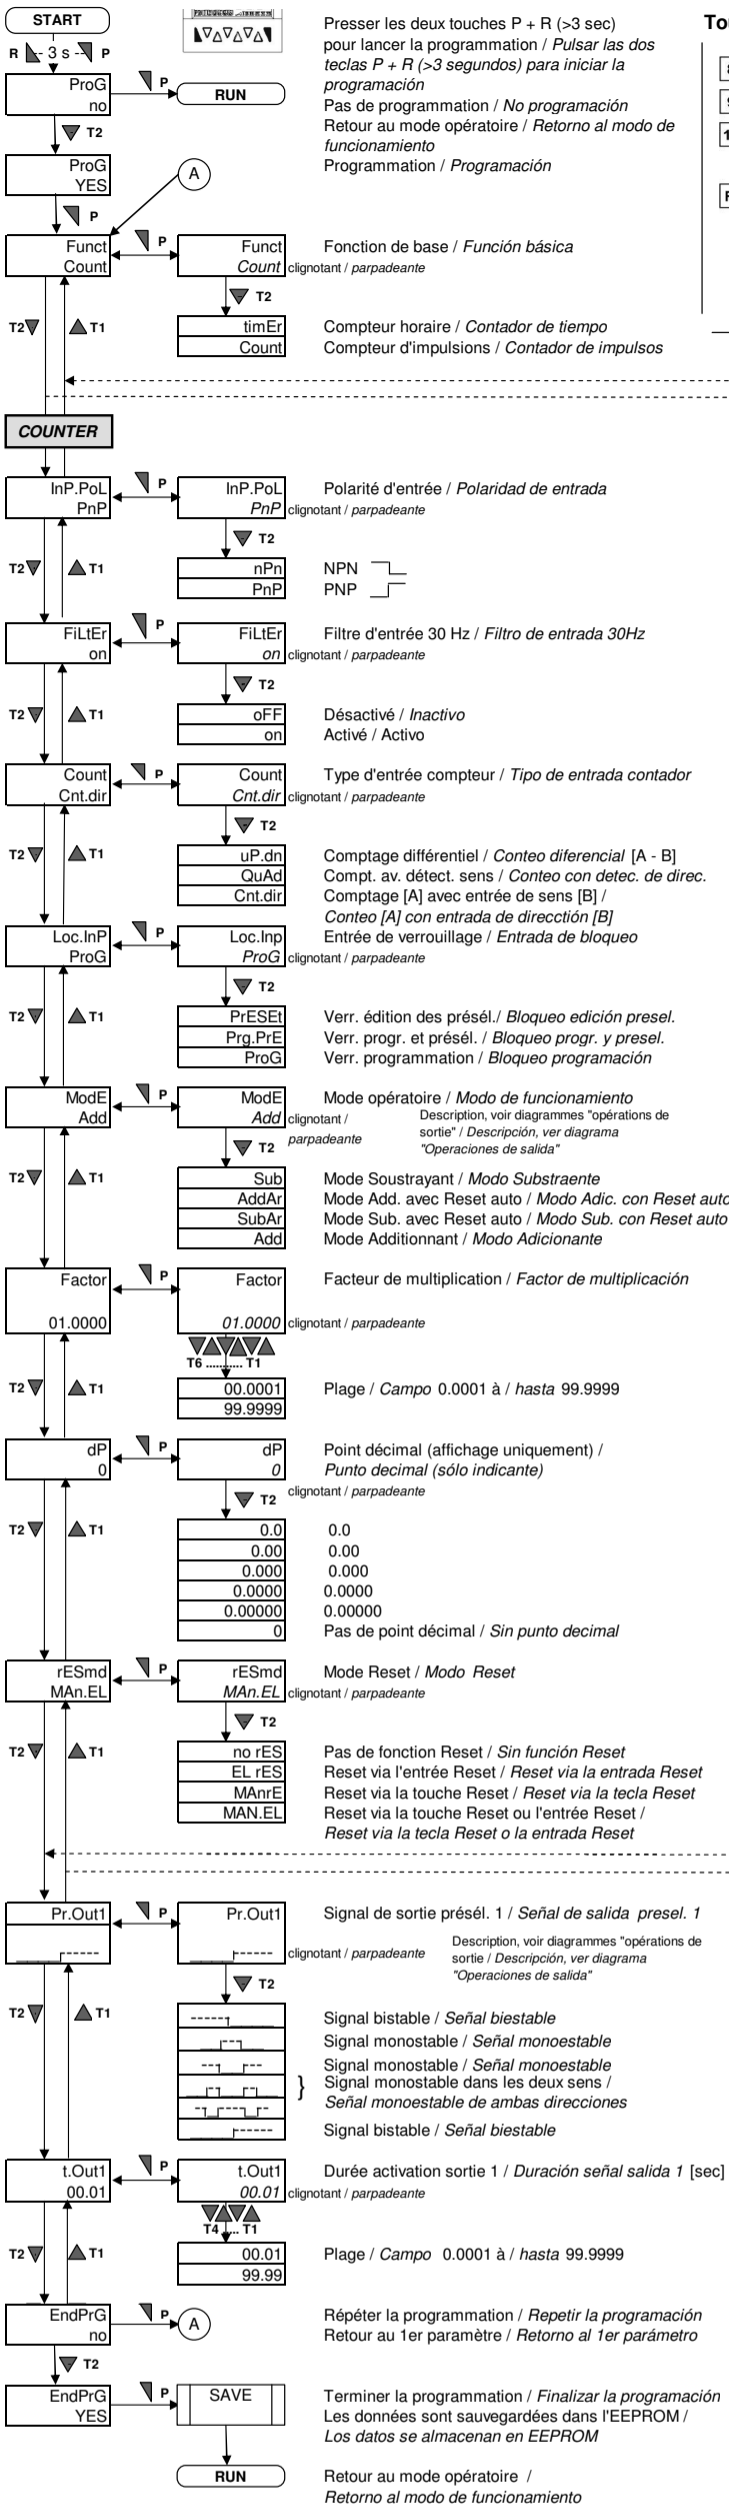 START
R 3 s P
ProG
no
P
RUN
T2
ProG
YES
A
P
Presser les deux touches P + R (>3 sec)
pour lancer la programmation / Pulsar las dos
teclas P + R (>3 segundos) para iniciar la
programación
Pas de programmation / No programación
Retour au mode opératoire / Retorno al modo de
funcionamiento
Programmation / Programación
Funct
Count
P
Funct
Count
clignotant / parpadeante
Fonction de base / Función básica
T2
T2 T1
timEr
Count
Compteur horaire / Contador de tiempo
Compteur d'impulsions / Contador de impulsos
COUNTER
InP.PoL
PnP
P
InP.PoL
PnP
clignotant / parpadeante
Polarité d'entrée / Polaridad de entrada
T2
T2 T1
nPn
PnP
NPN
PNP
FiLtEr
on
P
FiLtEr
on
clignotant / parpadeante
Filtre d'entrée 30 Hz / Filtro de entrada 30Hz
T2
T2 T1
oFF
on
Désactivé / Inactivo
Activé / Activo
Count
Cnt.dir
P
Count
Cnt.dir
clignotant / parpadeante
Type d'entrée compteur / Tipo de entrada contador
T2
T2 T1
uP.dn
QuAd
Cnt.dir
Comptage différentiel / Conteo diferencial [A - B]
Compt. av. détect. sens / Conteo con detec. de direc.
Comptage [A] avec entrée de sens [B] /
Conteo [A] con entrada de direcctión [B]
Loc.InP
ProG
P
Loc.Inp
ProG
clignotant / parpadeante
Entrée de verrouillage / Entrada de bloqueo
T2
T2 T1
PrESEt
Prg.PrE
ProG
Verr. édition des présél./ Bloqueo edición presel.
Verr. progr. et présél. / Bloqueo progr. y presel.
Verr. programmation / Bloqueo programación
ModE
Add
P
ModE
Add
clignotant /
parpadeante
Mode opératoire / Modo de funcionamiento
Description, voir diagrammes "opérations de
sortie" / Descripción, ver diagrama
"Operaciones de salida"
T2
T2 T1
Sub
AddAr
SubAr
Add
Mode Soustrayant / Modo Substraente
Mode Add. avec Reset auto / Modo Adic. con Reset auto
Mode Sub. avec Reset auto / Modo Sub. con Reset auto
Mode Additionnant / Modo Adicionante
Factor
01.0000
P
Factor
01.0000
clignotant / parpadeante
Facteur de multiplication / Factor de multiplicación
T6 ........... T1
T2 T1
00.0001
99.9999
Plage / Campo 0.0001 à / hasta 99.9999
dP
0
P
dP
0
Point décimal (affichage uniquement) /
Punto decimal (sólo indicante)
clignotant / parpadeante
T2
T2 T1
0.0
0.00
0.000
0.0000
0.00000
0
0.0
0.00
0.000
0.0000
0.00000
Pas de point décimal / Sin punto decimal
rESmd
MAn.EL
P
rESmd
MAn.EL
clignotant / parpadeante
Mode Reset / Modo Reset
T2
T2 T1
no rES
EL rES
MAnrE
MAN.EL
Pas de fonction Reset / Sin función Reset
Reset via l'entrée Reset / Reset via la entrada Reset
Reset via la touche Reset / Reset via la tecla Reset
Reset via la touche Reset ou l'entrée Reset /
Reset via la tecla Reset o la entrada Reset
Pr.Out1
P
Pr.Out1
clignotant / parpadeante
Signal de sortie présél. 1 / Señal de salida presel. 1
Description, voir diagrammes "opérations de
sortie / Descripción, ver diagrama
"Operaciones de salida"
T2
T2 T1
Signal bistable / Señal biestable
Signal monostable / Señal monoestable
Signal monostable / Señal monoestable
} Signal monostable dans les deux sens /
Señal monoestable de ambas direcciones
Signal bistable / Señal biestable
t.Out1
00.01
P
t.Out1
00.01
clignotant / parpadeante
Durée activation sortie 1 / Duración señal salida 1 [sec]
T4 ..... T1
T2 T1
00.01
99.99
Plage / Campo 0.0001 à / hasta 99.9999
EndPrG
no
P
A
Répéter la programmation / Repetir la programación
Retour au 1er paramètre / Retorno al 1er parámetro
T2
EndPrG
YES
P
SAVE
Terminer la programmation / Finalizar la programación
Les données sont sauvegardées dans l'EEPROM /
Los datos se almacenan en EEPROM
RUN
Retour au mode opératoire /
Retorno al modo de funcionamiento